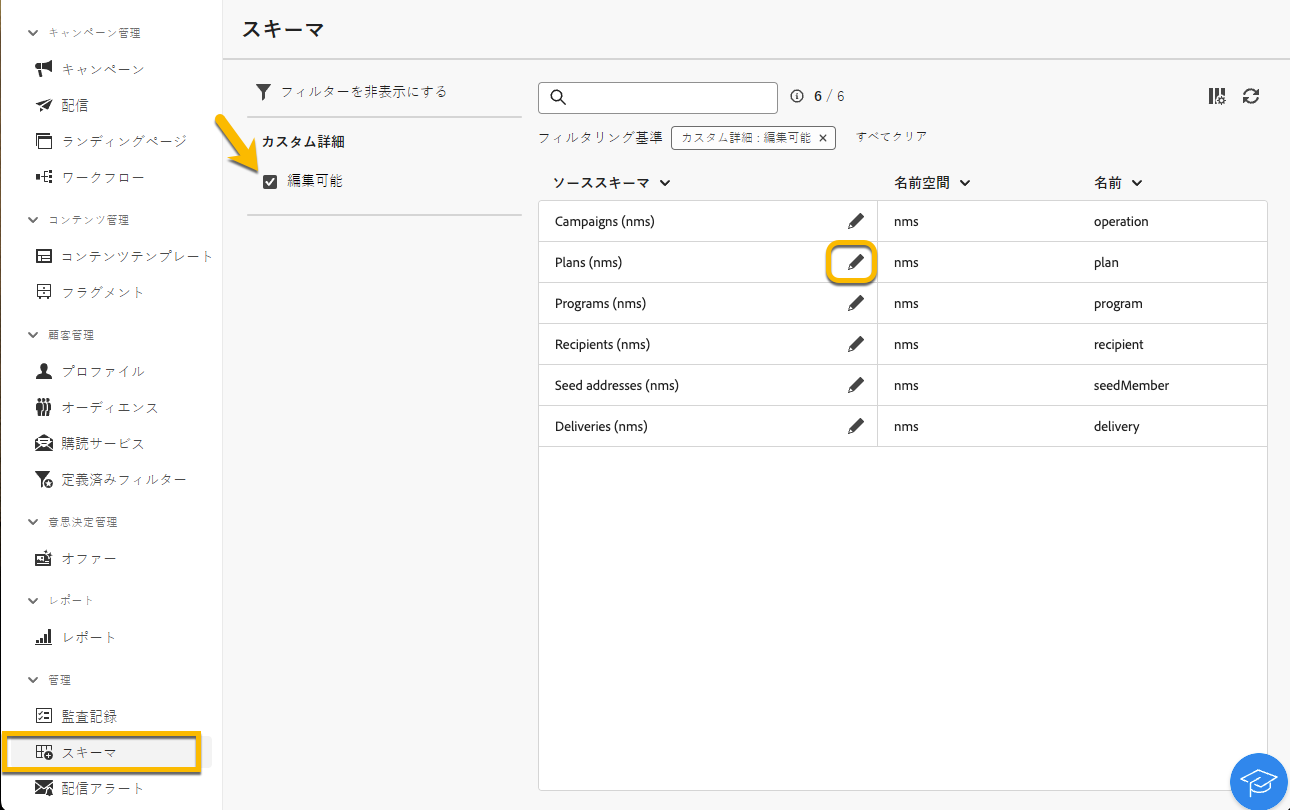 キャンペーン管理
キャンペーン
配信
ランディングページ
ワークフロー
コンテンツ管理
コンテンツテンプレート
フラグメント
顧客管理
プロファイル
オーディエンス
購読サービス
定義済みフィルター
意思決定管理
オファー
レポート
レポート
管理
監査記録
スキーマ
配信アラート
スキーマ
フィルターを非表示にする
カスタム詳細
編集可能
6 / 6
フィルタリング基準 カスタム詳細 : 編集可能 × すべてクリア
ソーススキーマ 名前空間 名前
Campaigns (nms) nms operation
Plans (nms) nms plan
Programs (nms) nms program
Recipients (nms) nms recipient
Seed addresses (nms) nms seedMember
Deliveries (nms) nms delivery